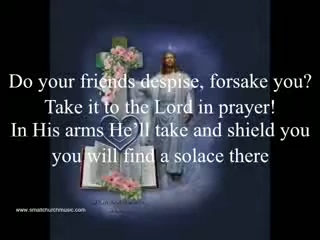 Do your friends despise, forsake you?
Take it to the Lord in prayer!
In His arms He'll take and shield you
you will find a solace there
www.smallchurchmusic.com